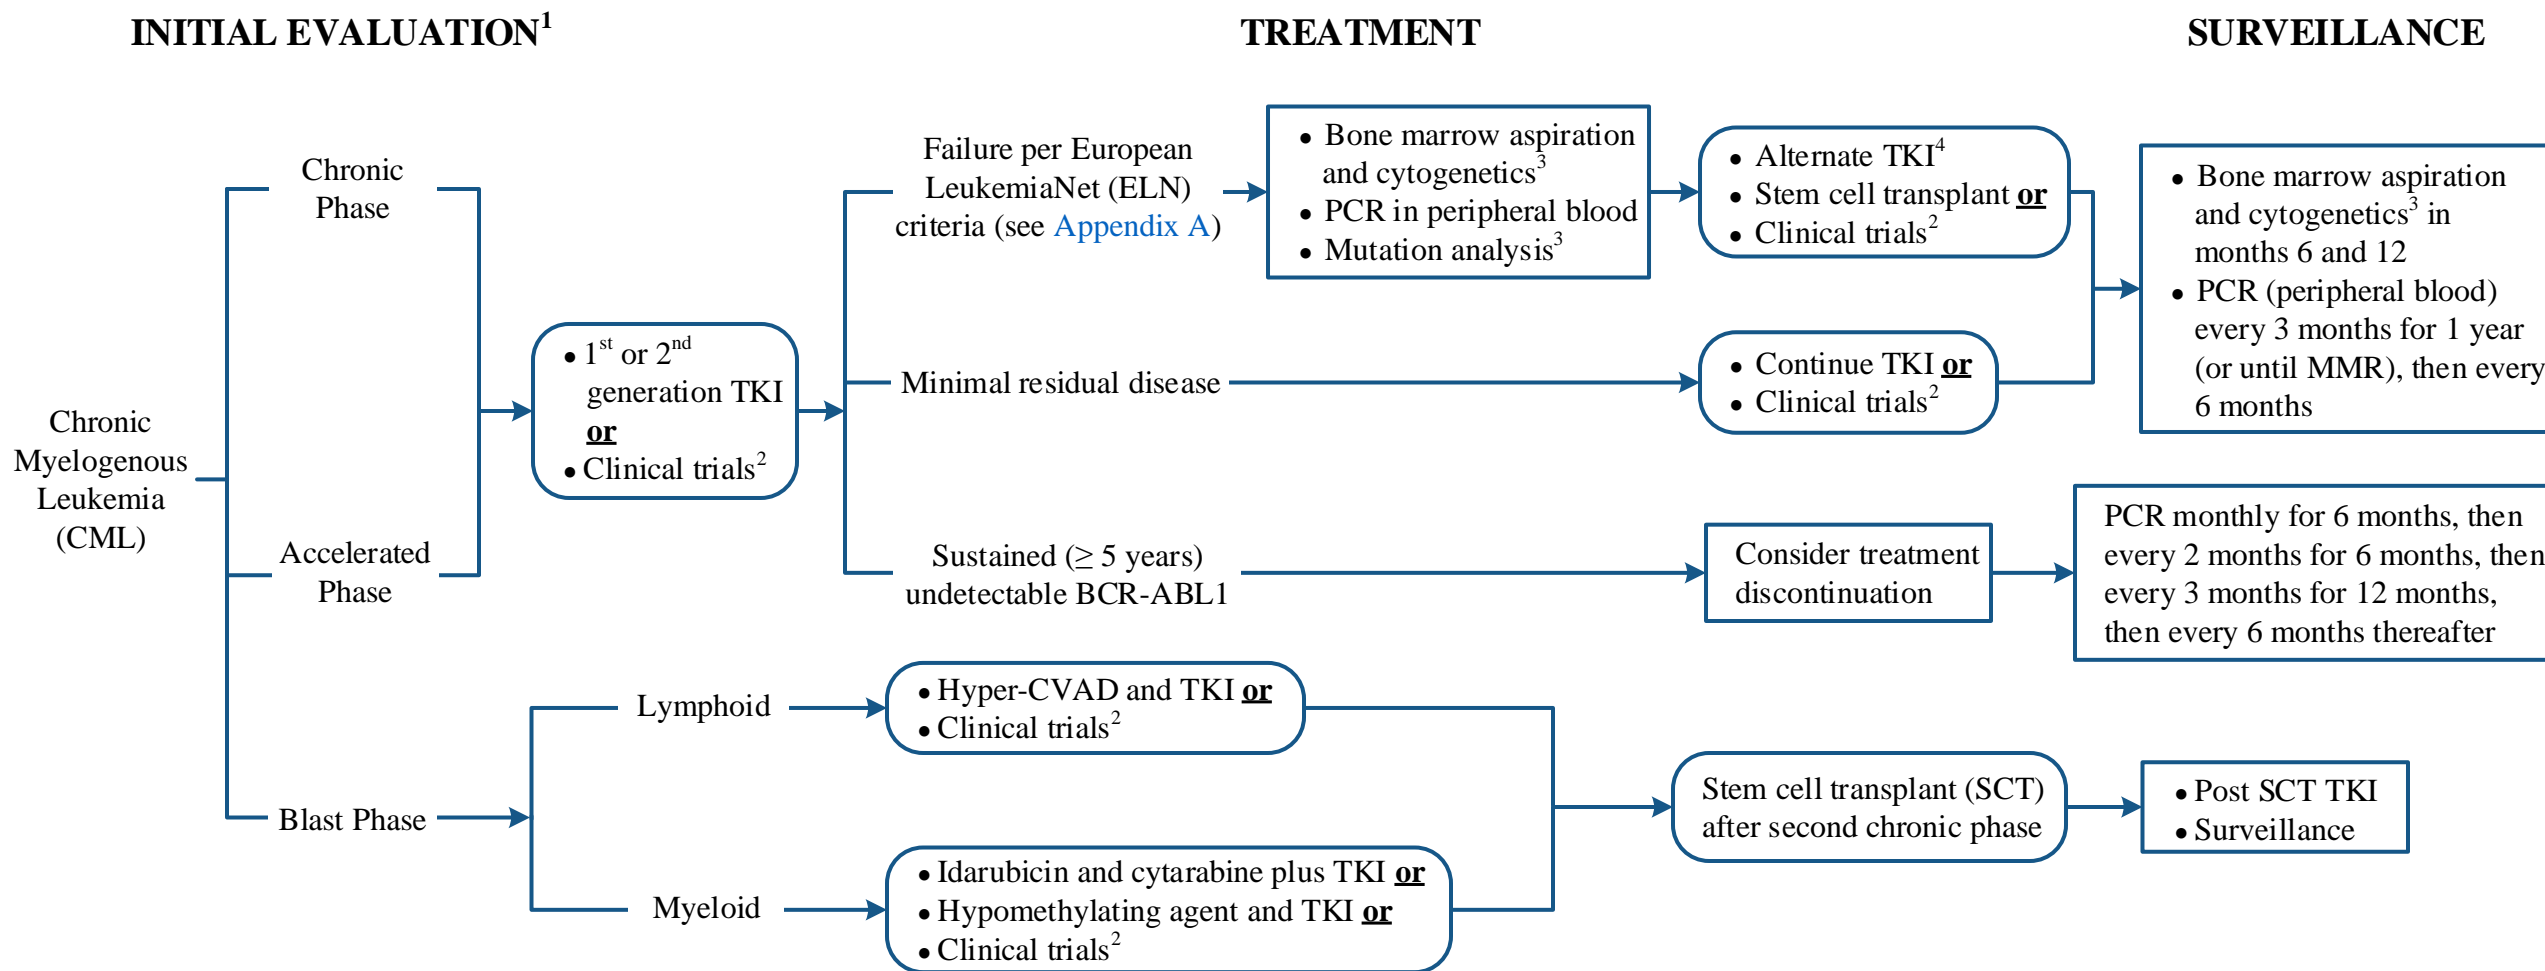 INITIAL EVALUATION¹
TREATMENT
SURVEILLANCE
Chronic
Myelogenous
Leukemia
(CML)
Chronic
Phase
Accelerated
Phase
Blast Phase
• 1st or 2nd
generation TKI
or
• Clinical trials²
Failure per European
LeukemiaNet (ELN)
criteria (see Appendix A)
• Bone marrow aspiration
and cytogenetics³
• PCR in peripheral blood
• Mutation analysis³
• Alternate TKI⁴
• Stem cell transplant or
• Clinical trials²
Minimal residual disease
• Continue TKI or
• Clinical trials²
• Bone marrow aspiration
and cytogenetics³ in
months 6 and 12
• PCR (peripheral blood)
every 3 months for 1 year
(or until MMR), then every
6 months
Sustained (≥ 5 years)
undetectable BCR-ABL1
Consider treatment
discontinuation
PCR monthly for 6 months, then
every 2 months for 6 months, then
every 3 months for 12 months,
then every 6 months thereafter
Lymphoid
• Hyper-CVAD and TKI or
• Clinical trials²
Myeloid
• Idarubicin and cytarabine plus TKI or
• Hypomethylating agent and TKI or
• Clinical trials²
Stem cell transplant (SCT)
after second chronic phase
• Post SCT TKI
• Surveillance